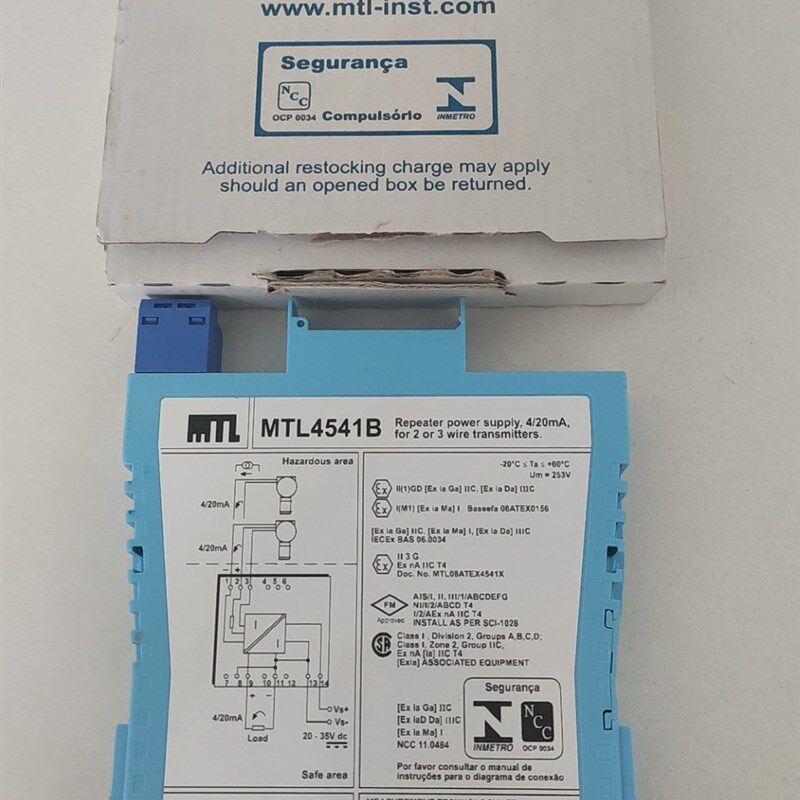 www.mtl-inst.com
Segurança
NCC
OCP 0034 Compulsório INMETRO
Additional restocking charge may apply
should an opened box be returned.
MTL MTL4541B Repeater power supply, 4/20mA,
for 2 or 3 wire transmitters.
Hazardous area
4/20mA
4/20mA
- +
1 2 3 4 5 6
7 8 9 10 11 12 13 14
+ -
4/20mA
Load
Vs+
Vs-
20 - 35V dc
Safe area
-20°C ≤ Ta ≤ +60°C
Um = 253V
Ex II(1)GD [Ex ia Ga] IIC, [Ex ia Da] IIIC
Ex I(M1) [Ex ia Ma] I Baseefa 06ATEX0156
[Ex ia Ga] IIC, [Ex ia Ma] I, [Ex ia Da] IIIC
IECEx BAS 06.0034
Ex II 3 G
Ex nA IIC T4
Doc. No. MTL08ATEX4541X
FM
Approved
AIS/I, II, III/1/ABCDEFG
NI/I/2/ABCD T4
I/2/AEx nA IIC T4
INSTALL AS PER SCI-1028
Class I, Division 2, Groups A,B,C,D;
Class I, Zone 2, Group IIC,
Ex nA [ia] IIC T4
[Exia] ASSOCIATED EQUIPMENT
[Ex ia Ga] IIC
[Ex iaD Da] IIIC
[Ex ia Ma] I
NCC 11.0484
Segurança
NCC
INMETRO OCP 0034
Por favor consultar o manual de
instruções para o diagrama de conexão